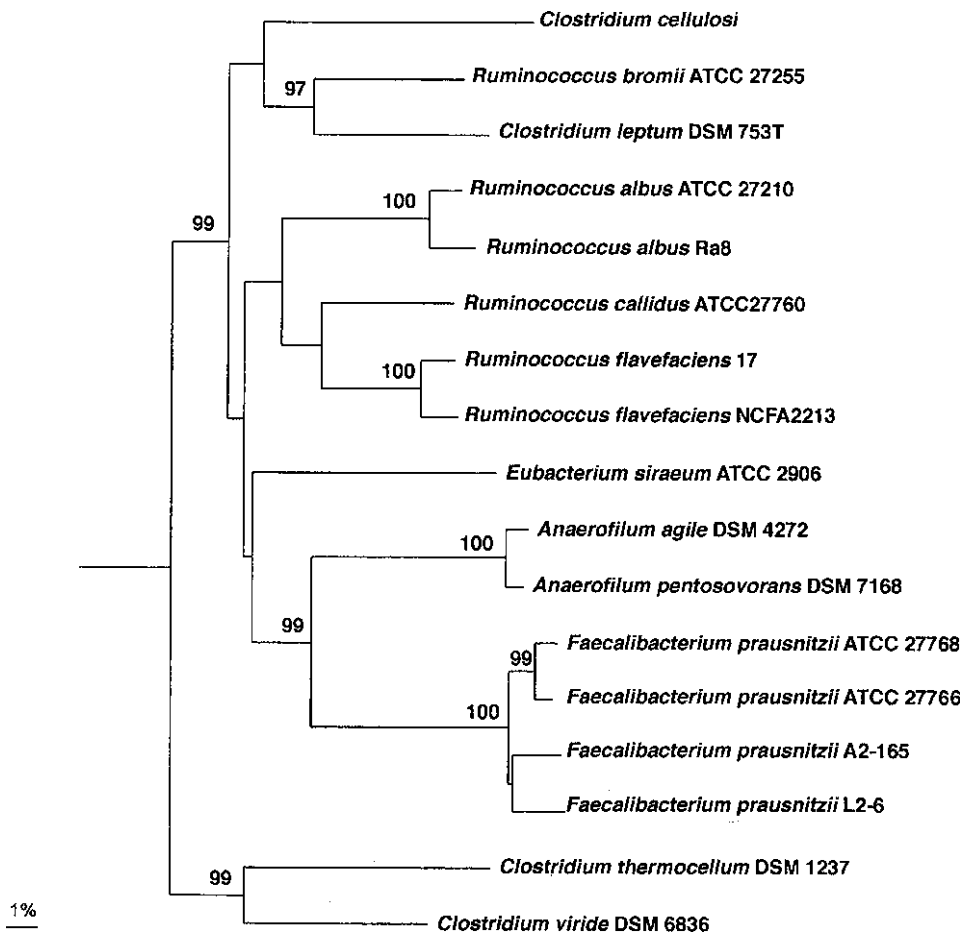 Clostridium cellulosi
97
Ruminococcus bromii ATCC 27255
Clostridium leptum DSM 753T
99
100
Ruminococcus albus ATCC 27210
Ruminococcus albus Ra8
Ruminococcus callidus ATCC27760
100
Ruminococcus flavefaciens 17
Ruminococcus flavefaciens NCFA2213
Eubacterium siraeum ATCC 2906
99
100
Anaerofilum agile DSM 4272
Anaerofilum pentosovorans DSM 7168
100
99
Faecalibacterium prausnitzii ATCC 27768
Faecalibacterium prausnitzii ATCC 27766
Faecalibacterium prausnitzii A2-165
Faecalibacterium prausnitzii L2-6
99
Clostridium thermocellum DSM 1237
Clostridium viride DSM 6836
1%